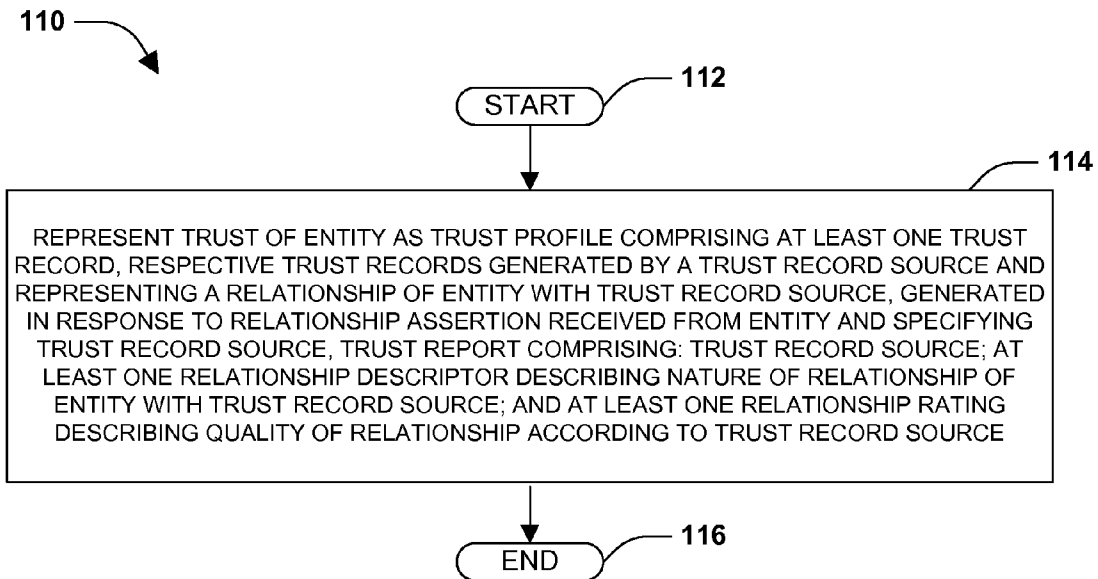 110
112
START
114
REPRESENT TRUST OF ENTITY AS TRUST PROFILE COMPRISING AT LEAST ONE TRUST
RECORD, RESPECTIVE TRUST RECORDS GENERATED BY A TRUST RECORD SOURCE AND
REPRESENTING A RELATIONSHIP OF ENTITY WITH TRUST RECORD SOURCE, GENERATED
IN RESPONSE TO RELATIONSHIP ASSERTION RECEIVED FROM ENTITY AND SPECIFYING
TRUST RECORD SOURCE, TRUST REPORT COMPRISING: TRUST RECORD SOURCE; AT
LEAST ONE RELATIONSHIP DESCRIPTOR DESCRIBING NATURE OF RELATIONSHIP OF
ENTITY WITH TRUST RECORD SOURCE; AND AT LEAST ONE RELATIONSHIP RATING
DESCRIBING QUALITY OF RELATIONSHIP ACCORDING TO TRUST RECORD SOURCE
116
END